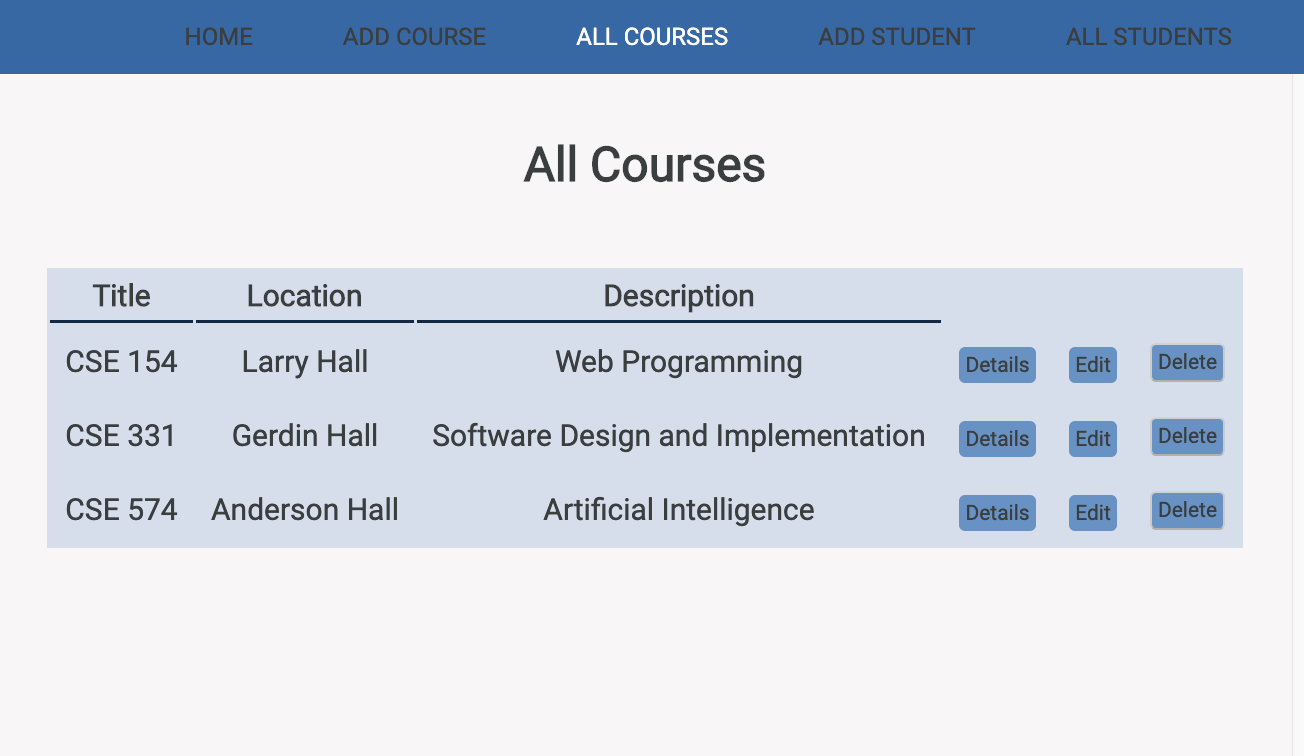 HOME ADD COURSE ALL COURSES ADD STUDENT ALL STUDENTS
All Courses
Title Location Description
CSE 154 Larry Hall Web Programming Details Edit Delete
CSE 331 Gerdin Hall Software Design and Implementation Details Edit Delete
CSE 574 Anderson Hall Artificial Intelligence Details Edit Delete